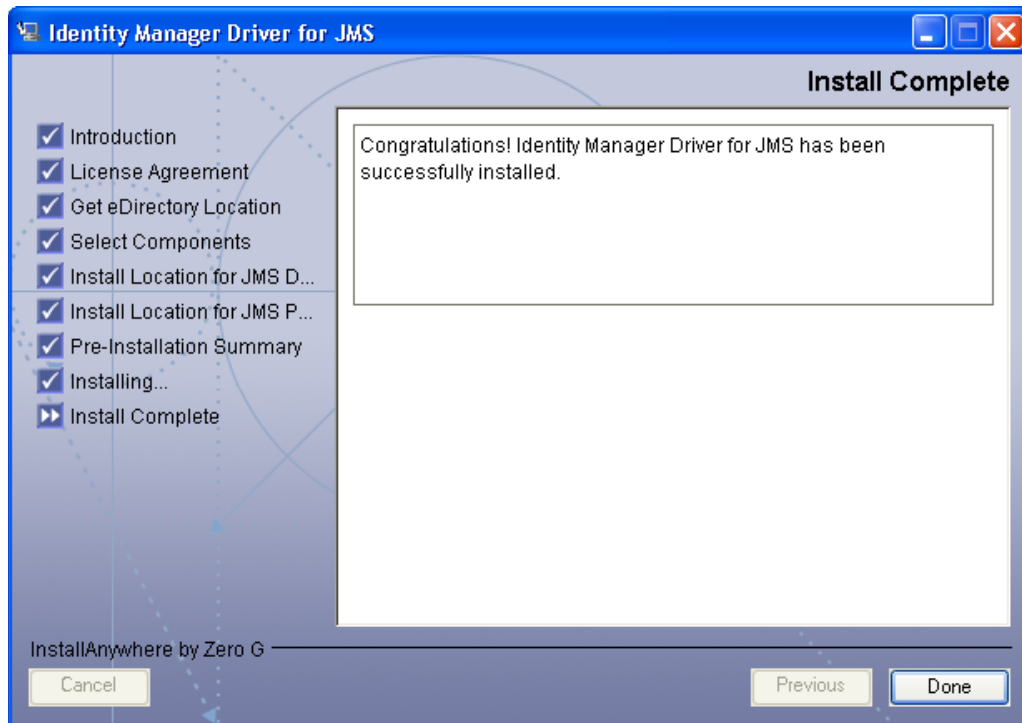 Identity Manager Driver for JMS
Install Complete
Introduction
License Agreement
Get eDirectory Location
Select Components
Install Location for JMS D...
Install Location for JMS P...
Pre-Installation Summary
Installing...
Install Complete
Congratulations! Identity Manager Driver for JMS has been
successfully installed.
InstallAnywhere by Zero G
Cancel
Previous
Done